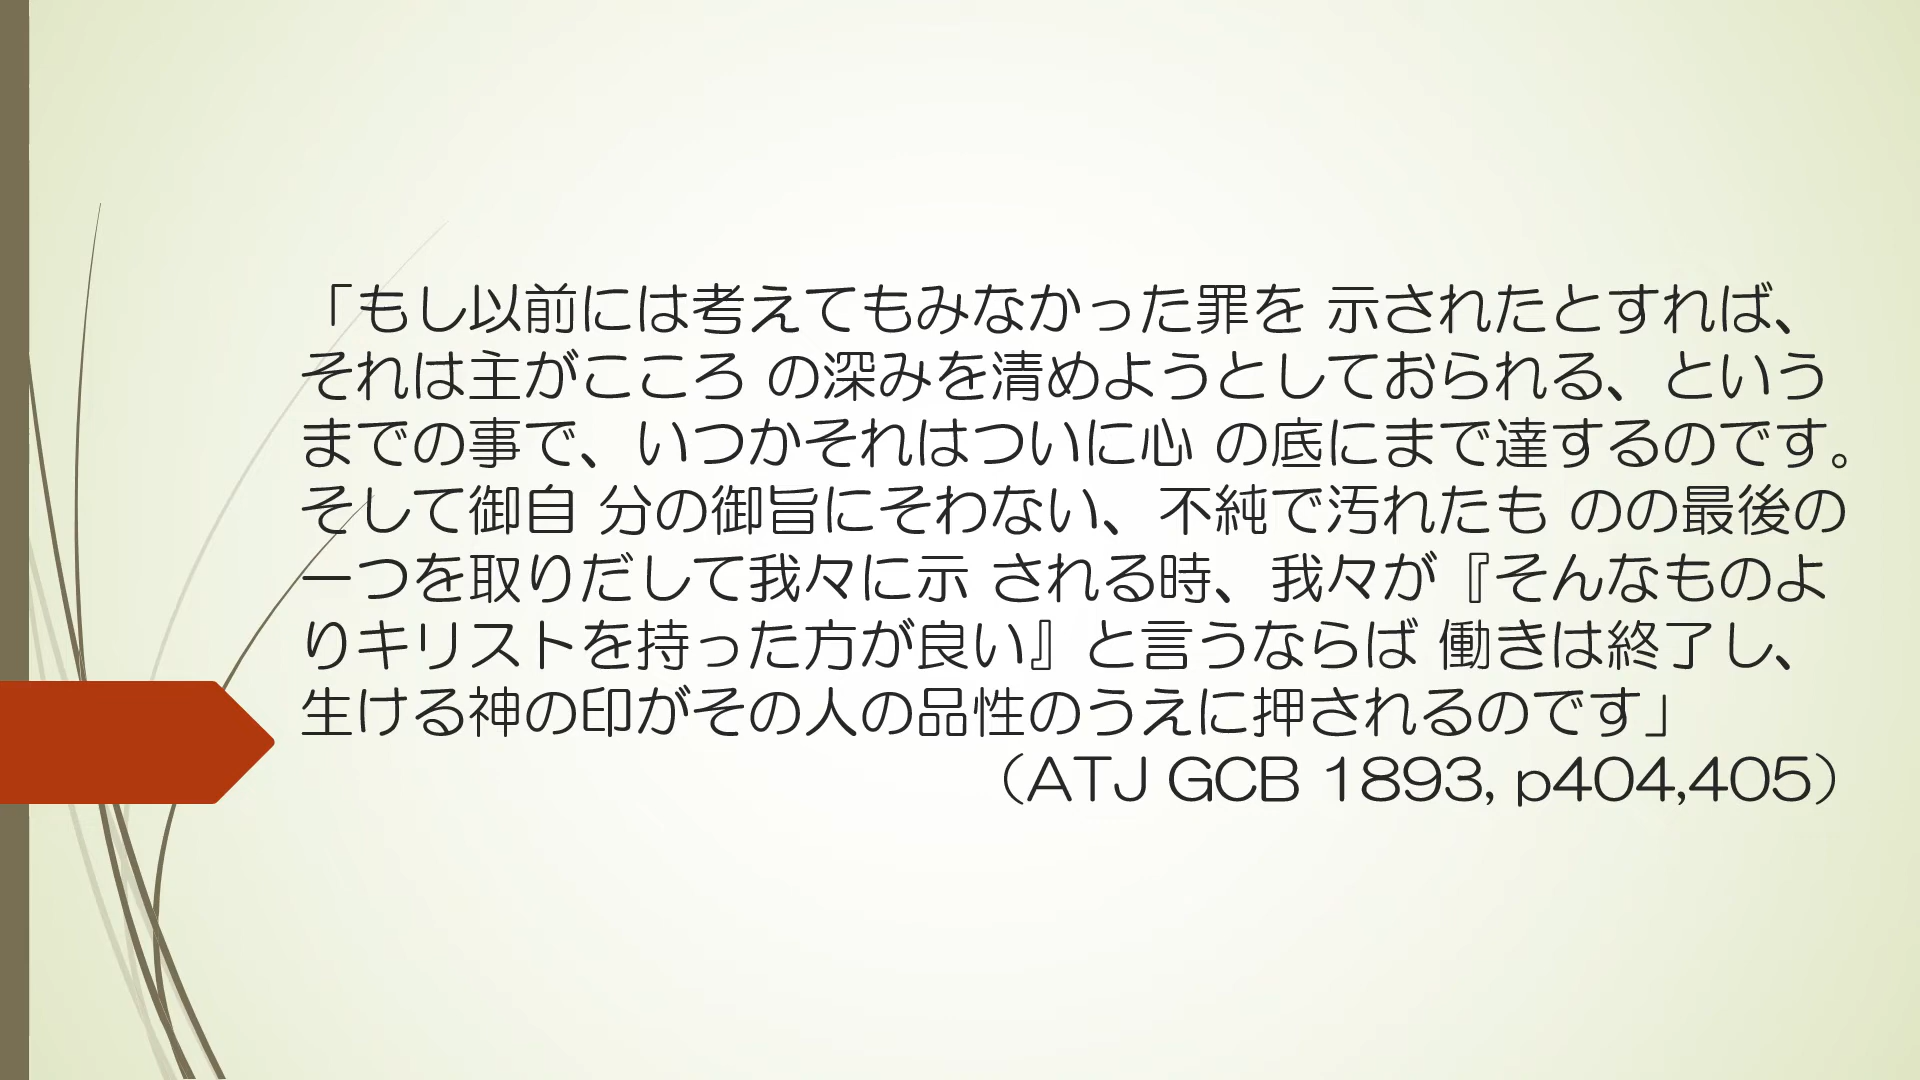 「もし以前には考えてもみなかった罪を 示されたとすれば、
それは主がこころ の深みを清めようとしておられる、という
までの事で、いつかそれはついに心 の底にまで達するのです。
そして御自 分の御旨にそわない、不純で汚れたも のの最後の
一つを取りだして我々に示 される時、我々が『そんなものよ
りキリストを持った方が良い』と言うならば 働きは終了し、
生ける神の印がその人の品性のうえに押されるのです」
（ATJ GCB 1893, p404,405）